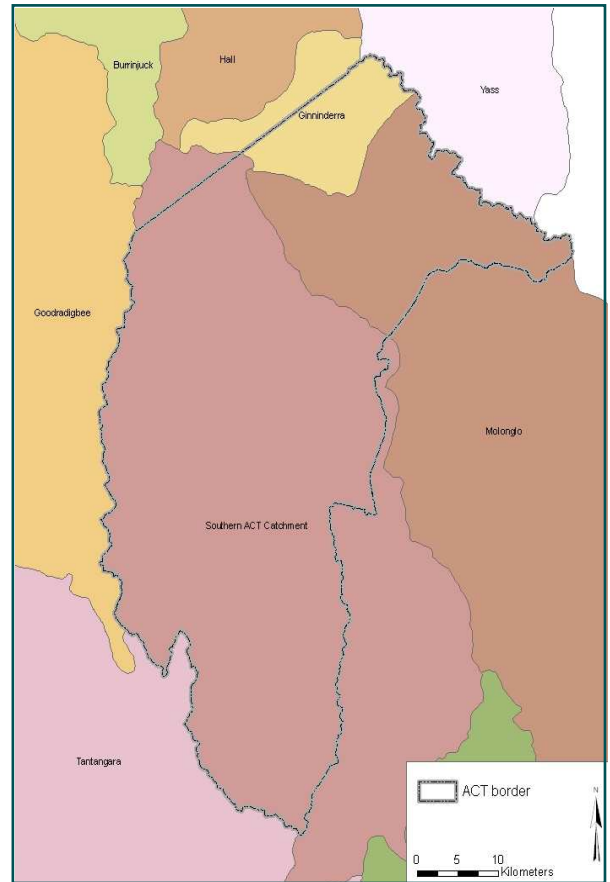 Burrinjuck
Hall
Yass
Ginninderra
Goodradigbee
Molonglo
Southern ACT Catchment
Tantangara
ACT border
N
0 5 10
Kilometers